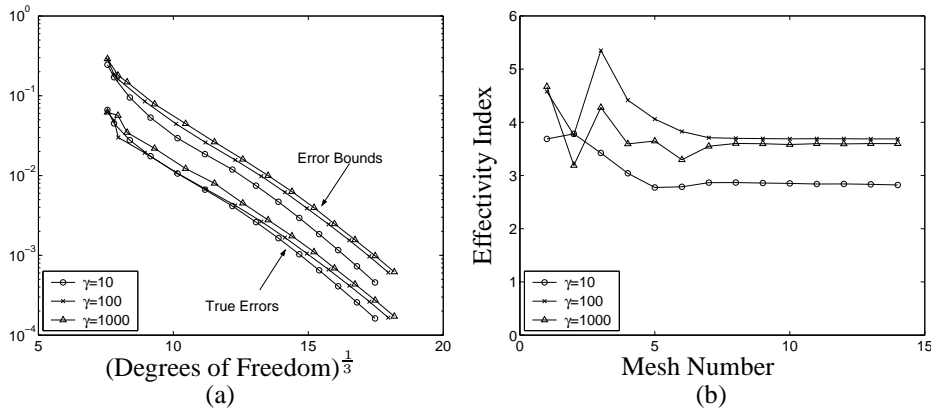 10^0
10^-1
10^-2
10^-3
10^-4
Error Bounds
True Errors
γ=10
γ=100
γ=1000
5 10 15 20
(Degrees of Freedom)^{1/3}
(a)
Effectivity Index
6
5
4
3
2
1
0
γ=10
γ=100
γ=1000
0 5 10 15
Mesh Number
(b)